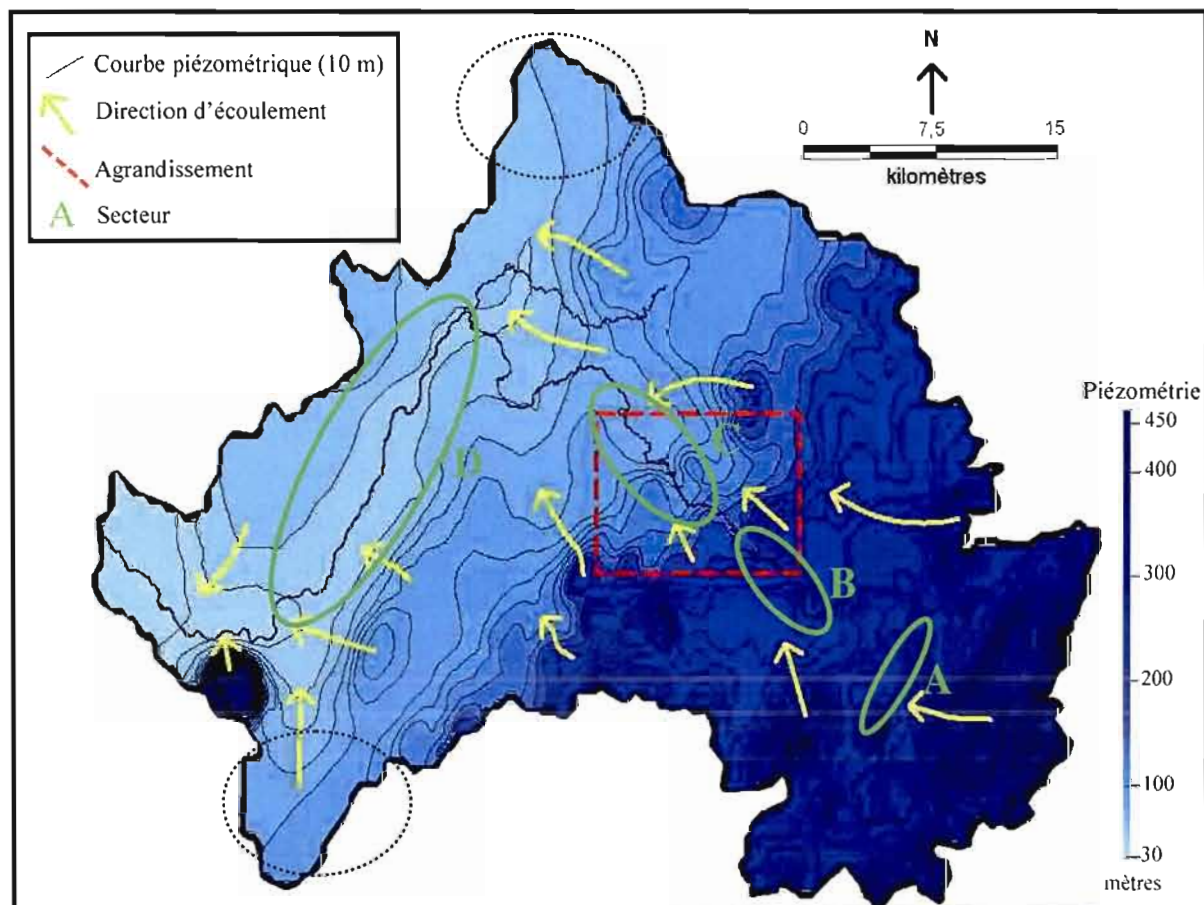 Courbe piézométrique (10 m)
Direction d'écoulement
Agrandissement
A Secteur
N
0 7,5 15
kilomètres
Piézométrie
450
400
300
200
100
30
mètres
C
D
B
A